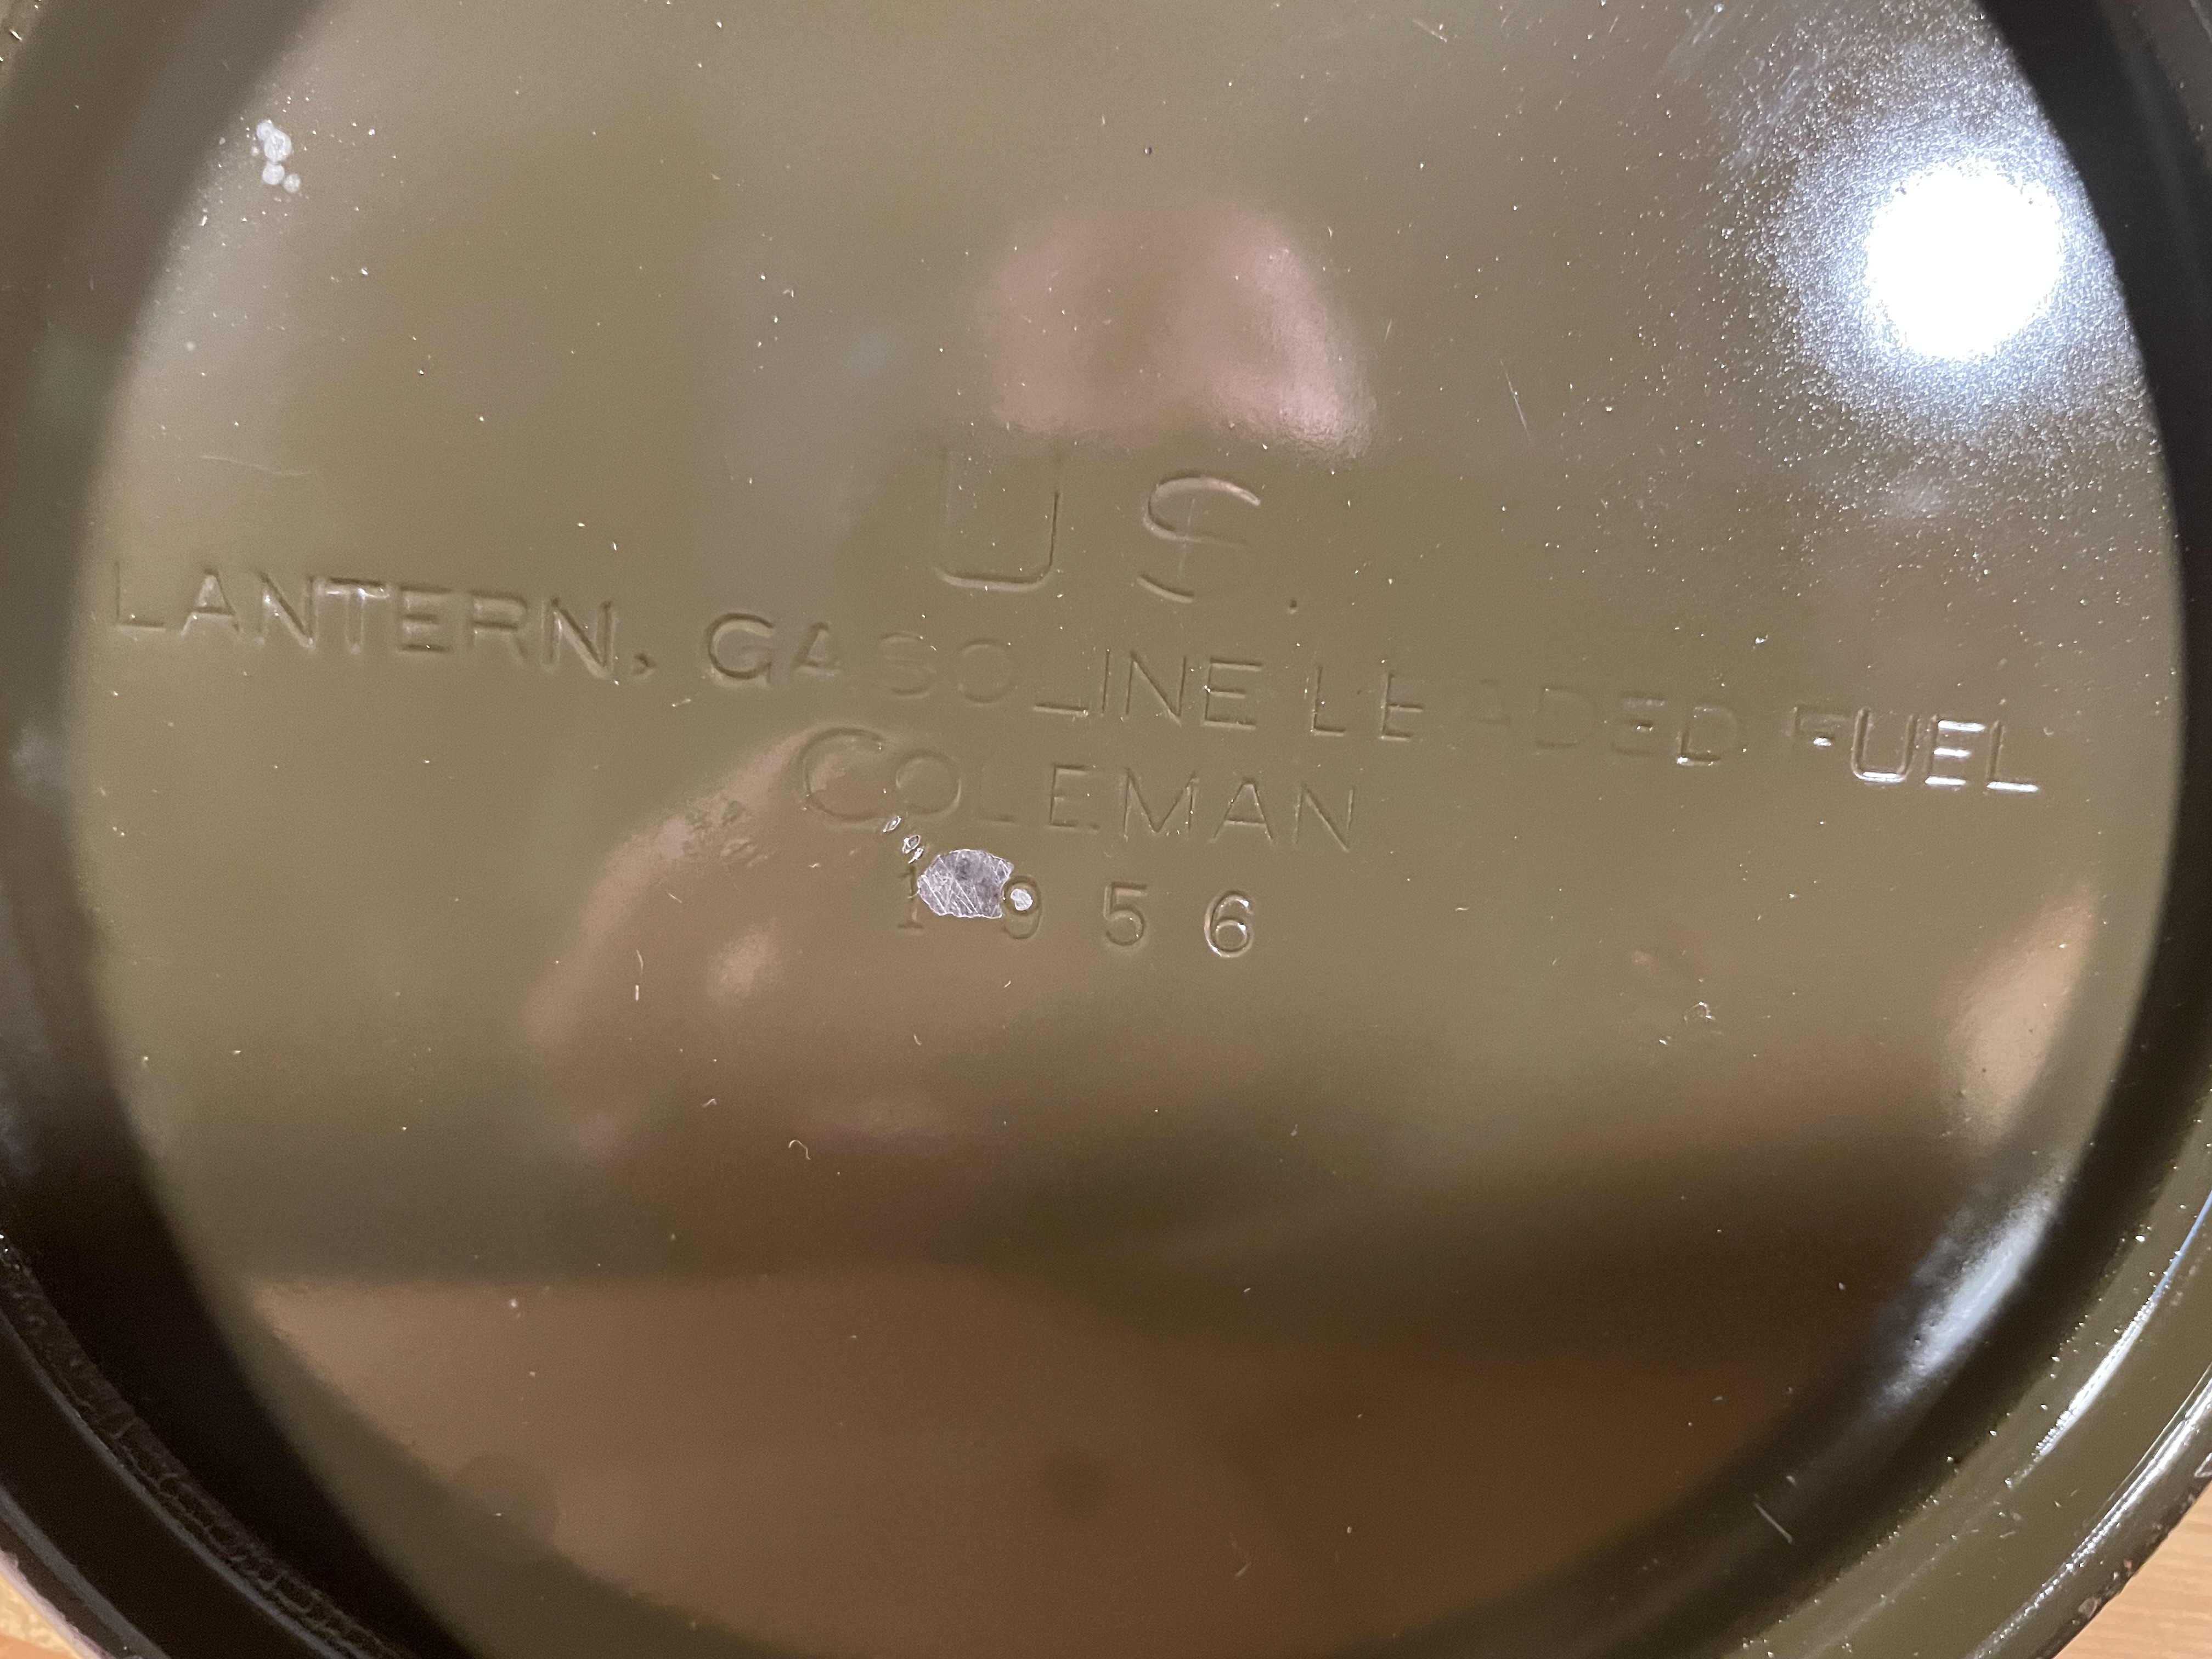 U S.
LANTERN, GASOLINE LEADED FUEL
COLEMAN
1956